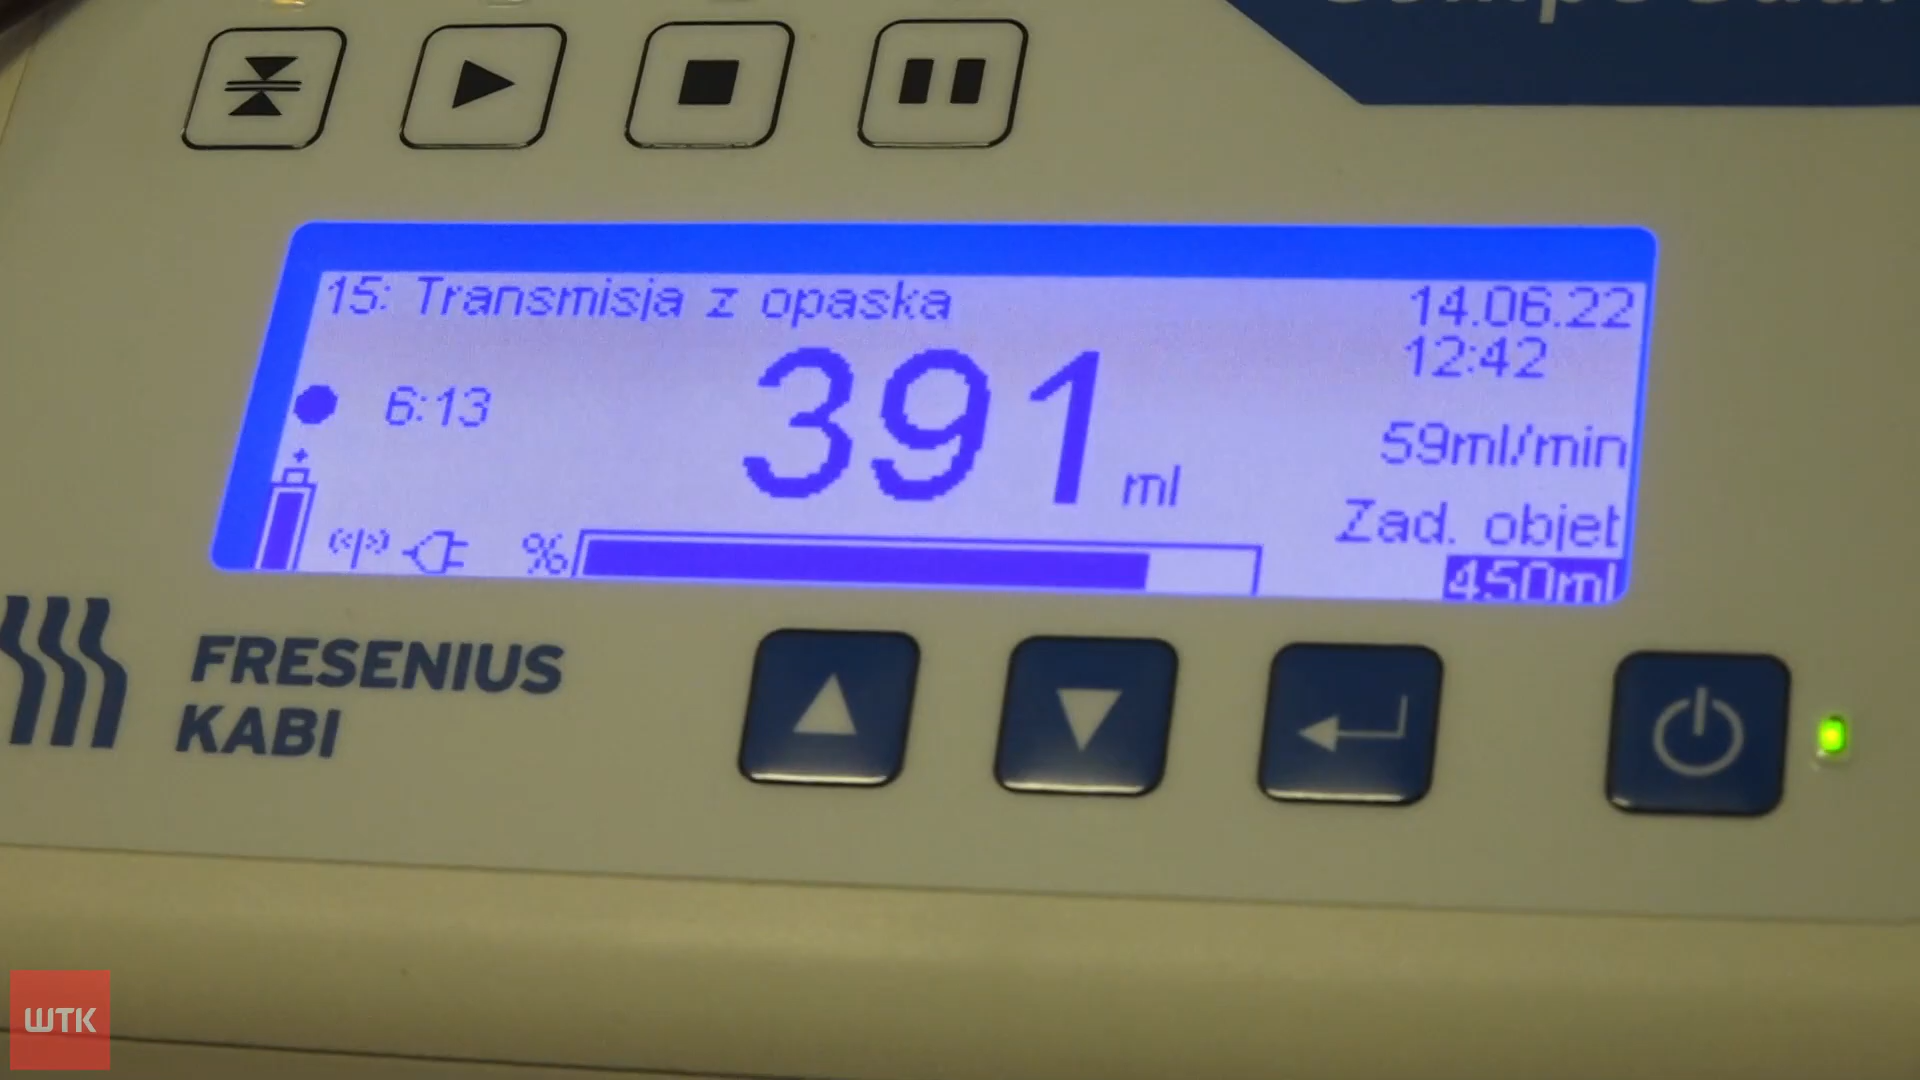 15: Transmisja z opaska
14.06.22
12:42
6:13
391 ml
59ml/min
Zad. objet
%
450ml
FRESENIUS
KABI
WTK